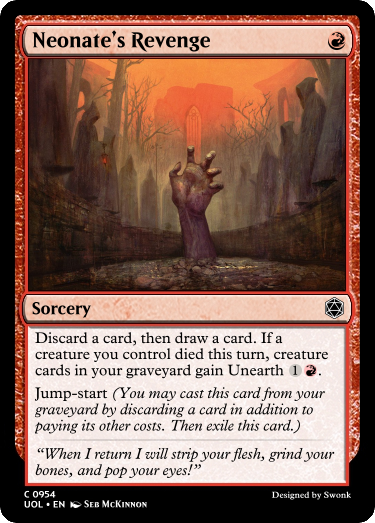 Neonate's Revenge
Sorcery
Discard a card, then draw a card. If a
creature you control died this turn, creature
cards in your graveyard gain Unearth 1 R.
Jump-start (You may cast this card from your
graveyard by discarding a card in addition to
paying its other costs. Then exile this card.)
“When I return I will strip your flesh, grind your
bones, and pop your eyes!”
C 0954
UOL • EN Seb McKinnon
Designed by Swonk